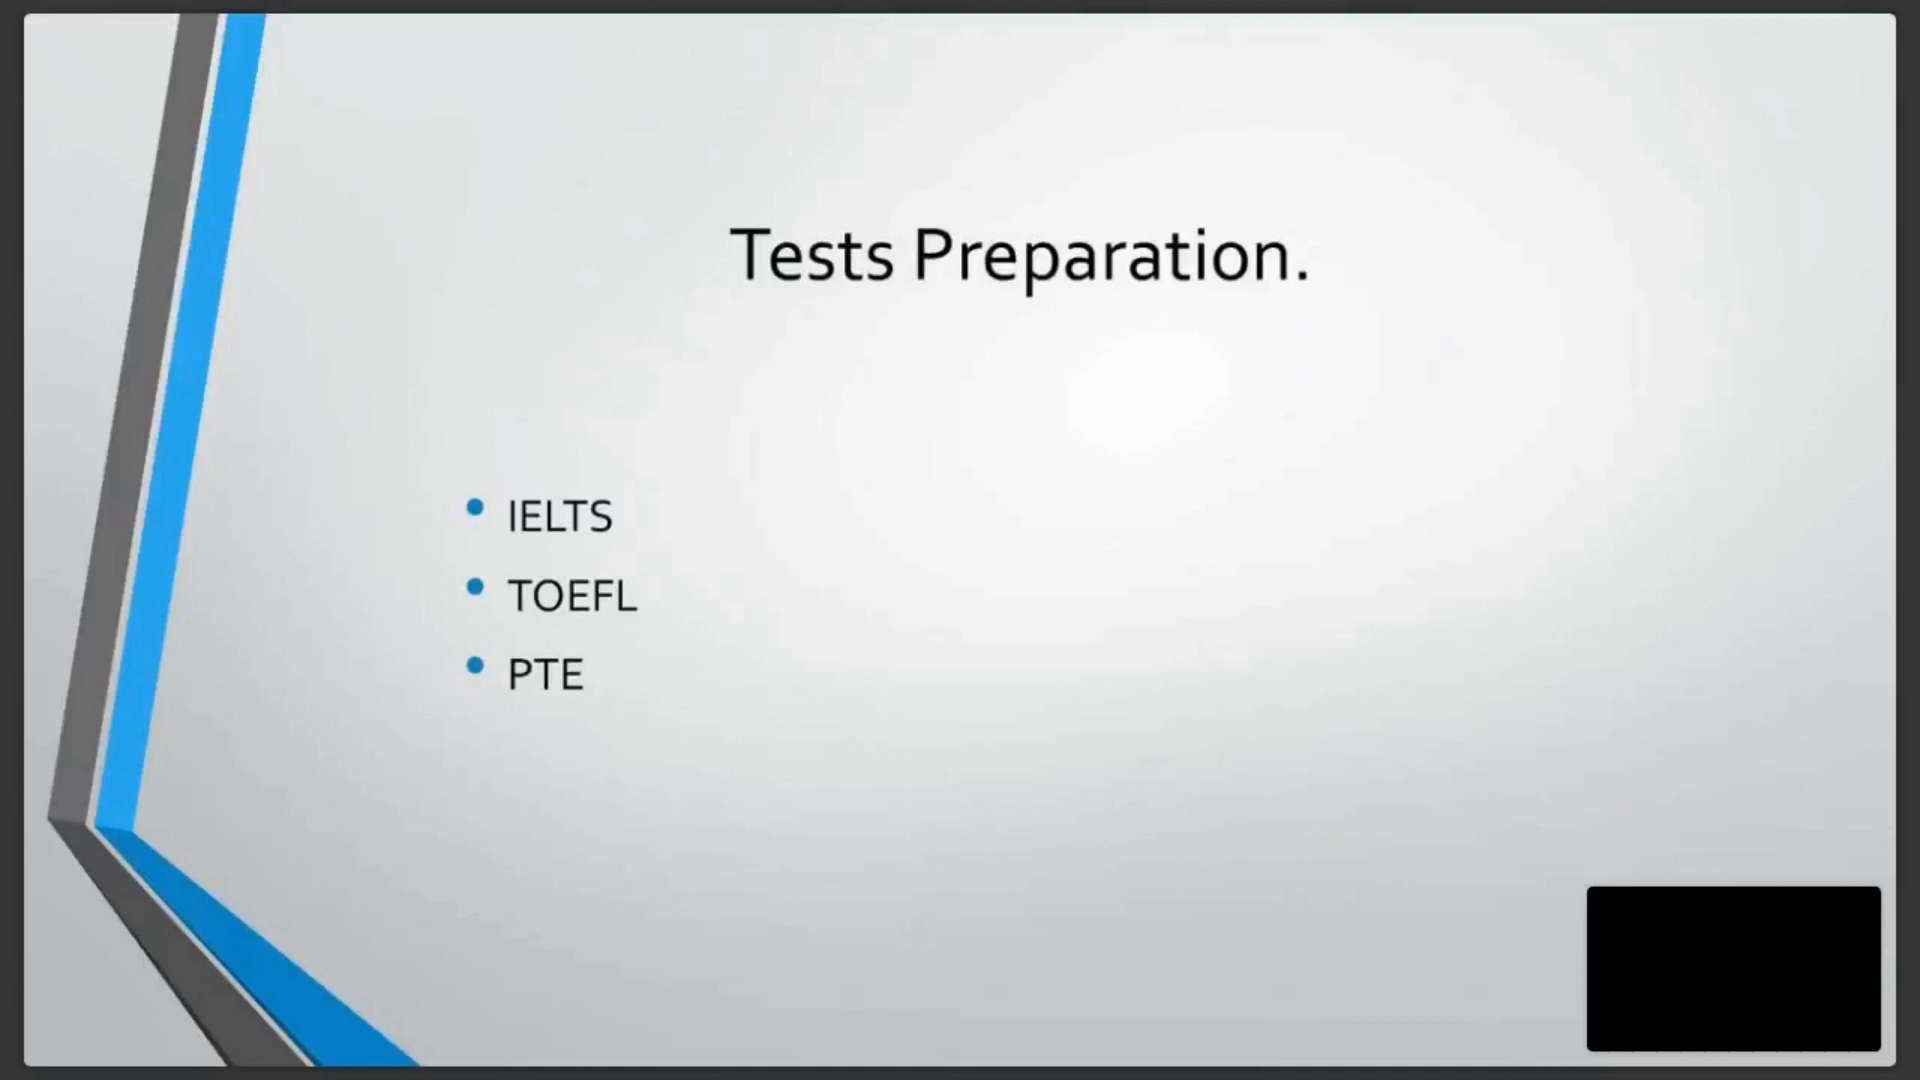 Tests Preparation.
• IELTS
• TOEFL
• PTE